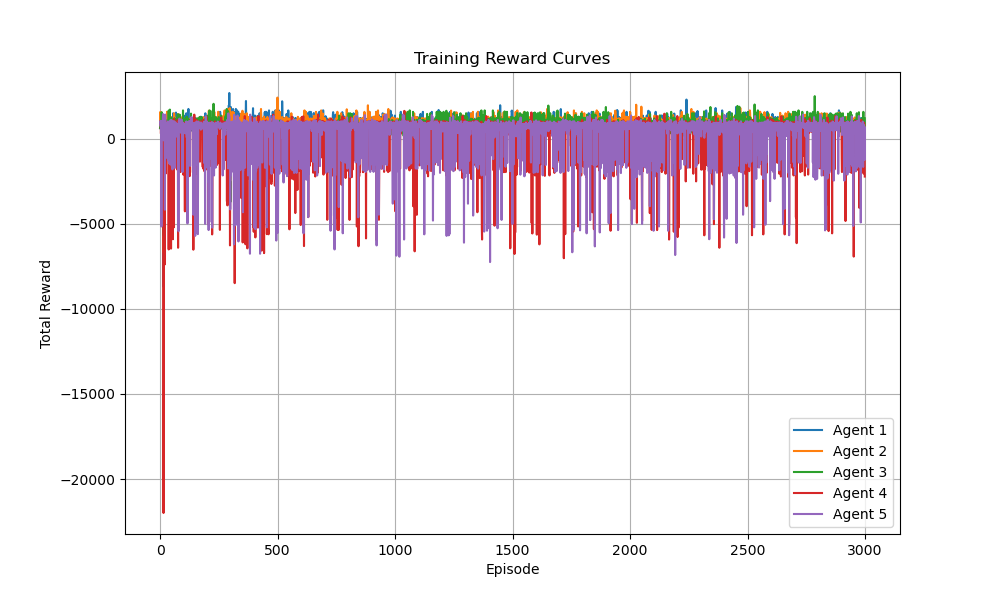 Training Reward Curves
0
−5000
−10000
−15000
−20000
Total Reward
0 500 1000 1500 2000 2500 3000
Episode
Agent 1
Agent 2
Agent 3
Agent 4
Agent 5